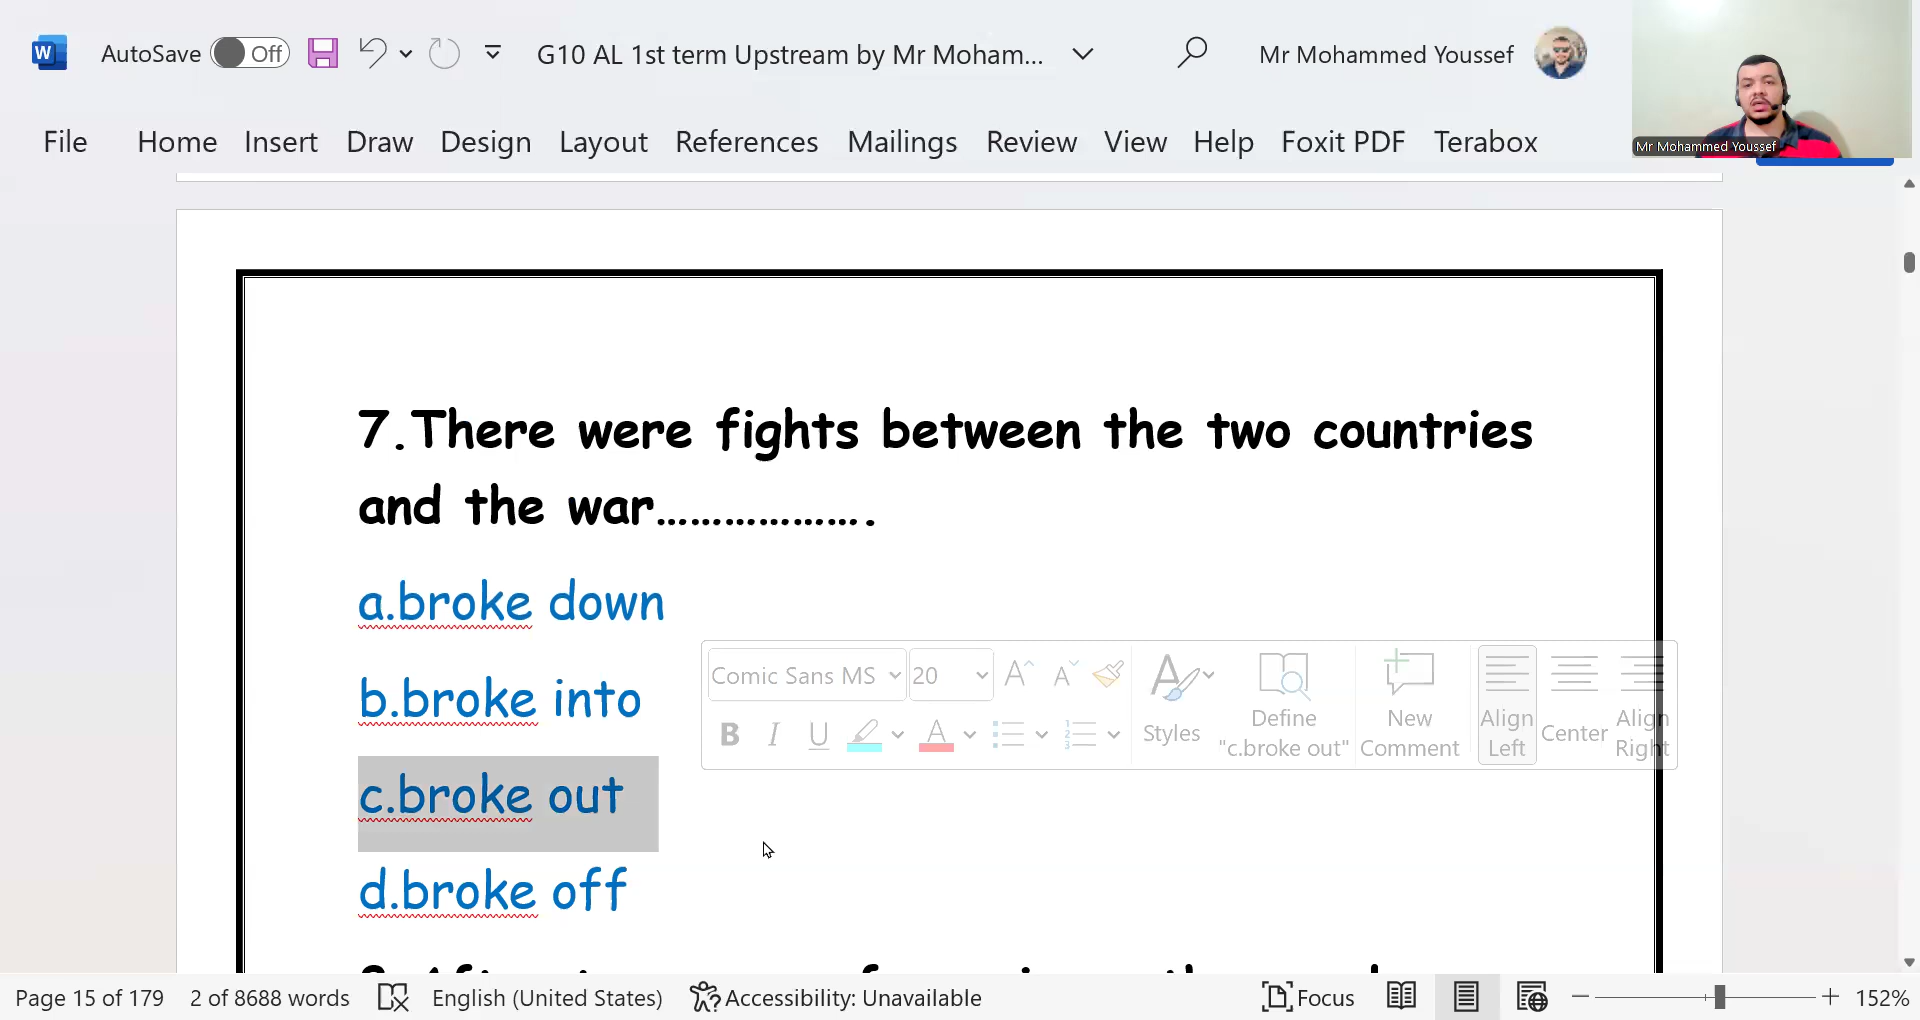 W AutoSave Off G10 AL 1st term Upstream by Mr Moham... Mr Mohammed Youssef
Mr Mohammed Youssef
File Home Insert Draw Design Layout References Mailings Review View Help Foxit PDF Terabox
7.There were fights between the two countries
and the war……………….
a.broke down
b.broke into
c.broke out
d.broke off
Comic Sans MS 20
Styles
Define
"c.broke out"
New
Comment
Align
Left
Center
Align
Right
B I U
Page 15 of 179 2 of 8688 words English (United States) Accessibility: Unavailable Focus 152%